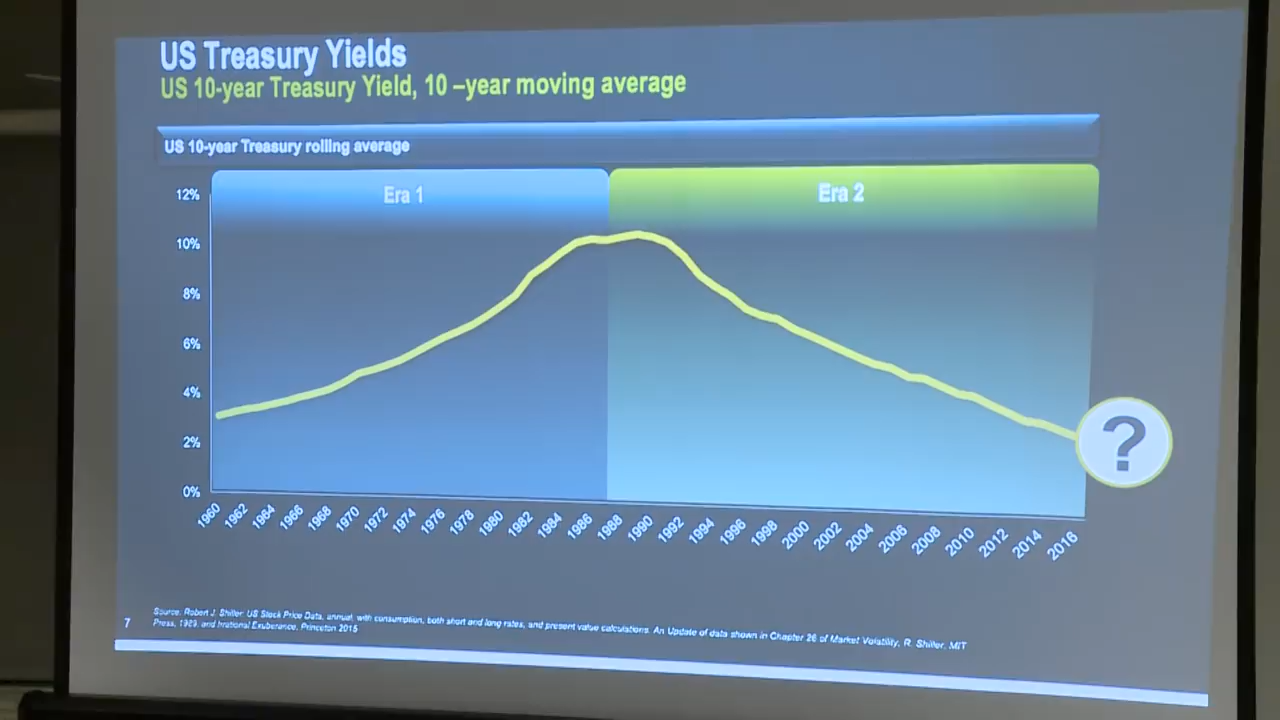 US Treasury Yields
US 10-year Treasury Yield, 10 –year moving average
US 10-year Treasury rolling average
Era 1
Era 2
12%
10%
8%
6%
4%
2%
0%
1960 1962 1964 1966 1968 1970 1972 1974 1976 1978 1980 1982 1984 1986 1988 1990 1992 1994 1996 1998 2000 2002 2004 2006 2008 2010 2012 2014 2016
?
Source: Robert J. Shiller: US Stock Price Data, annual, with consumption, both short and long rates, and present value calculations. An Update of data shown in Chapter 26 of Market Volatility, R. Shiller, MIT
Press, 1989, and Irrational Exuberance, Princeton 2015
7